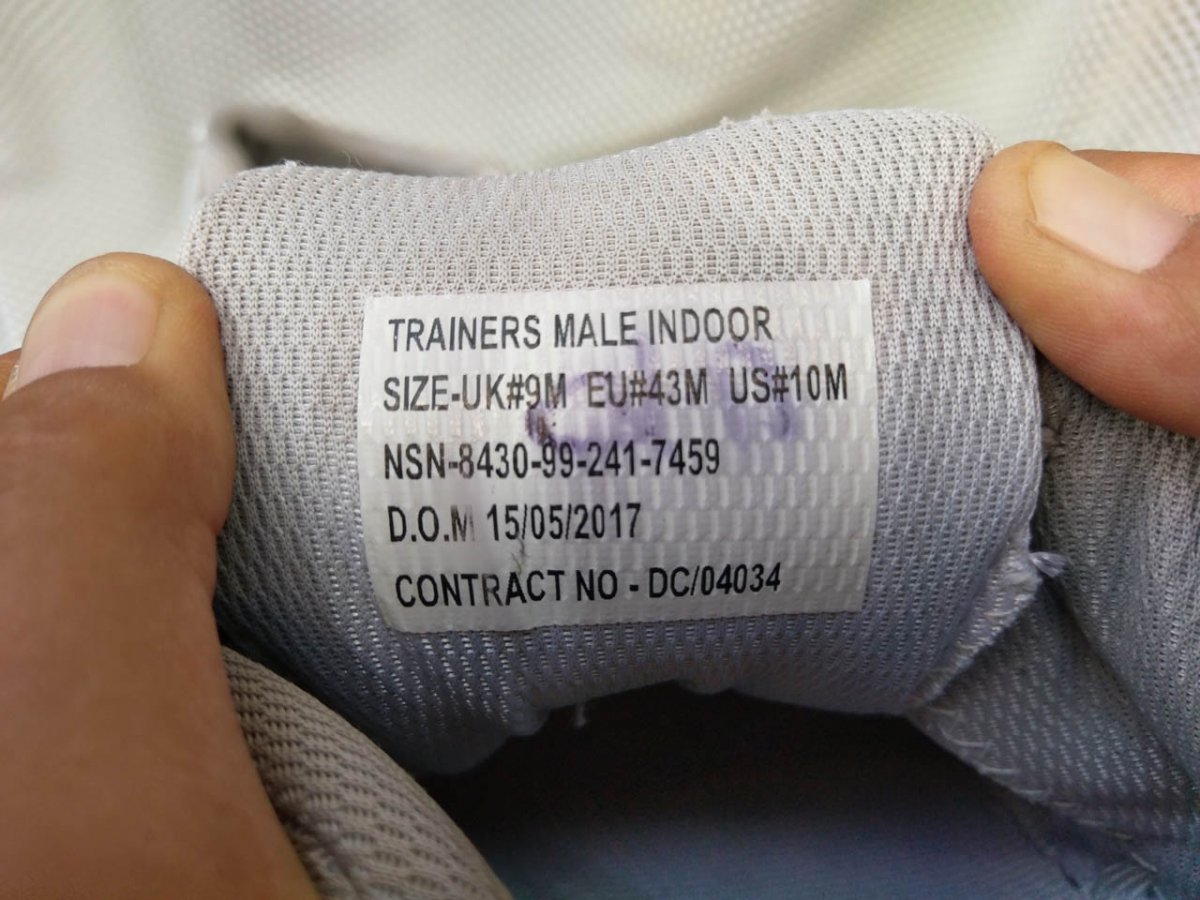 TRAINERS MALE INDOOR
SIZE-UK#9M EU#43M US#10M
NSN-8430-99-241-7459
D.O.M 15/05/2017
CONTRACT NO - DC/04034